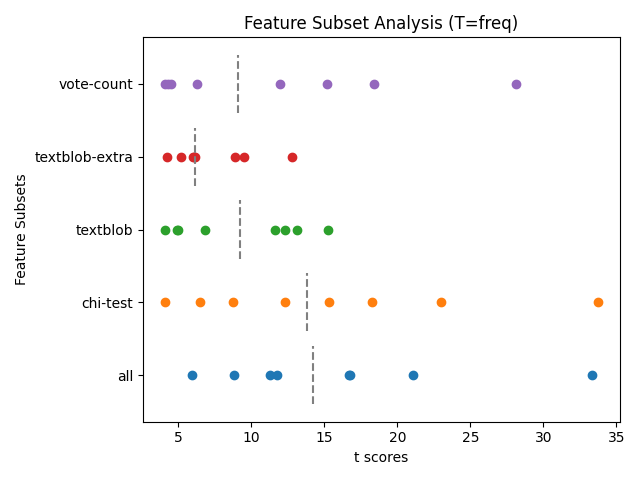 Feature Subset Analysis (T=freq)
Feature Subsets
vote-count
textblob-extra
textblob
chi-test
all
5 10 15 20 25 30 35
t scores